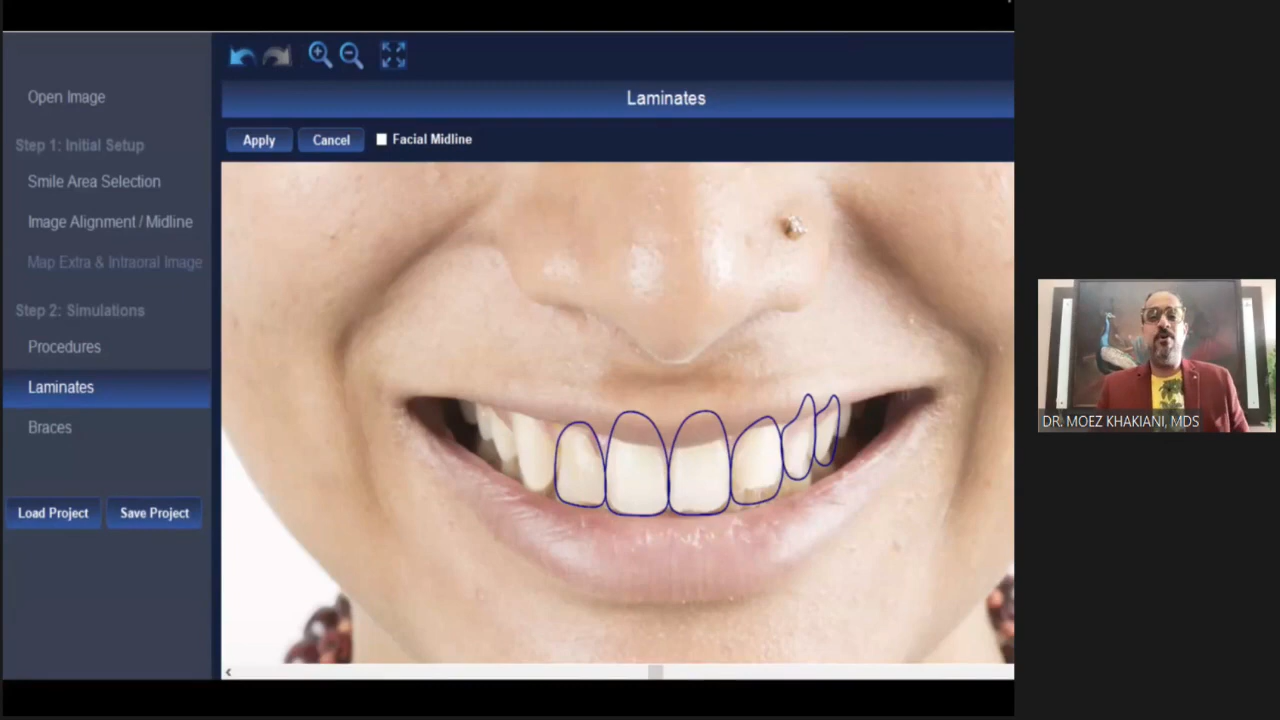 Open Image
Step 1: Initial Setup
Smile Area Selection
Image Alignment / Midline
Map Extra & Intraoral Image
Step 2: Simulations
Procedures
Laminates
Braces
Load Project
Save Project
Laminates
Apply
Cancel
Facial Midline
DR. MOEZ KHAKIANI, MDS